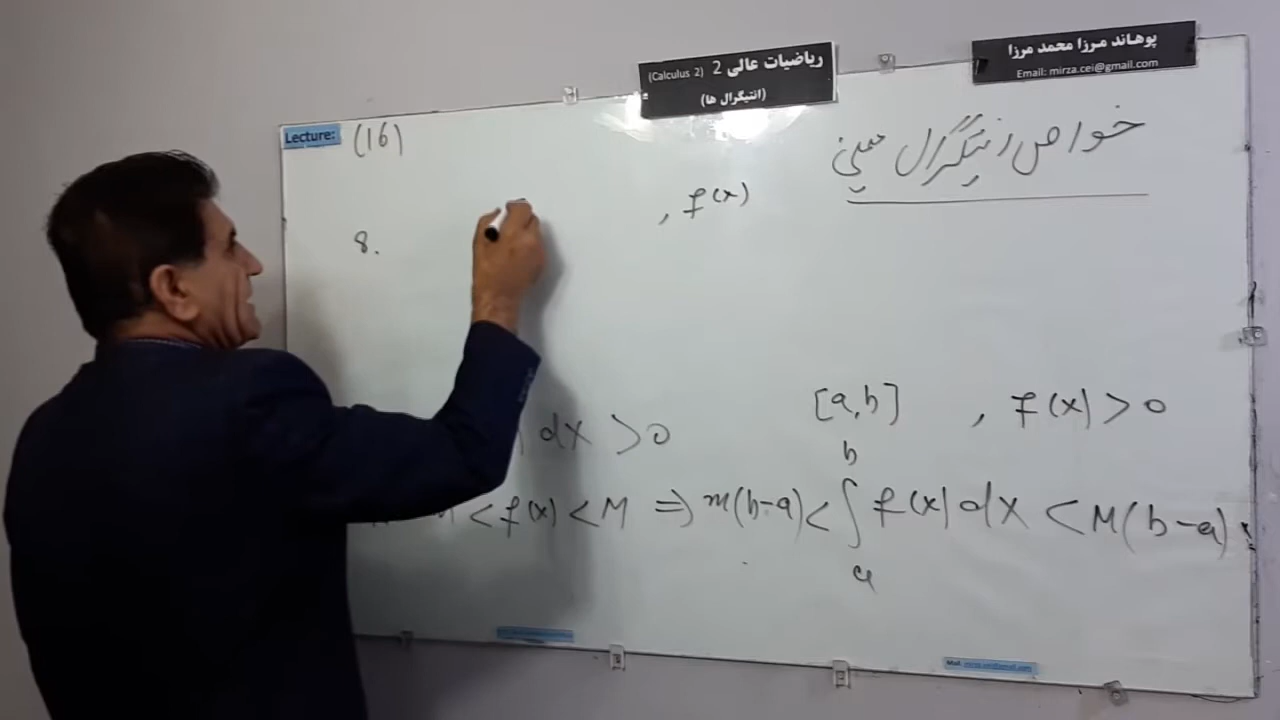 ریاضیات عالی 2 (Calculus 2)
(انتیگرال ها)
پوهاند مرزا محمد مرزا
Email: mirza.cei@gmail.com
Lecture: (16)
خواص انتیگرال معین
, f(x)
8.
[a,b] , f(x) > 0
dx > 0
< f(x) < M ⇒ m(b-a) < ∫_a^b f(x) dx < M(b-a)